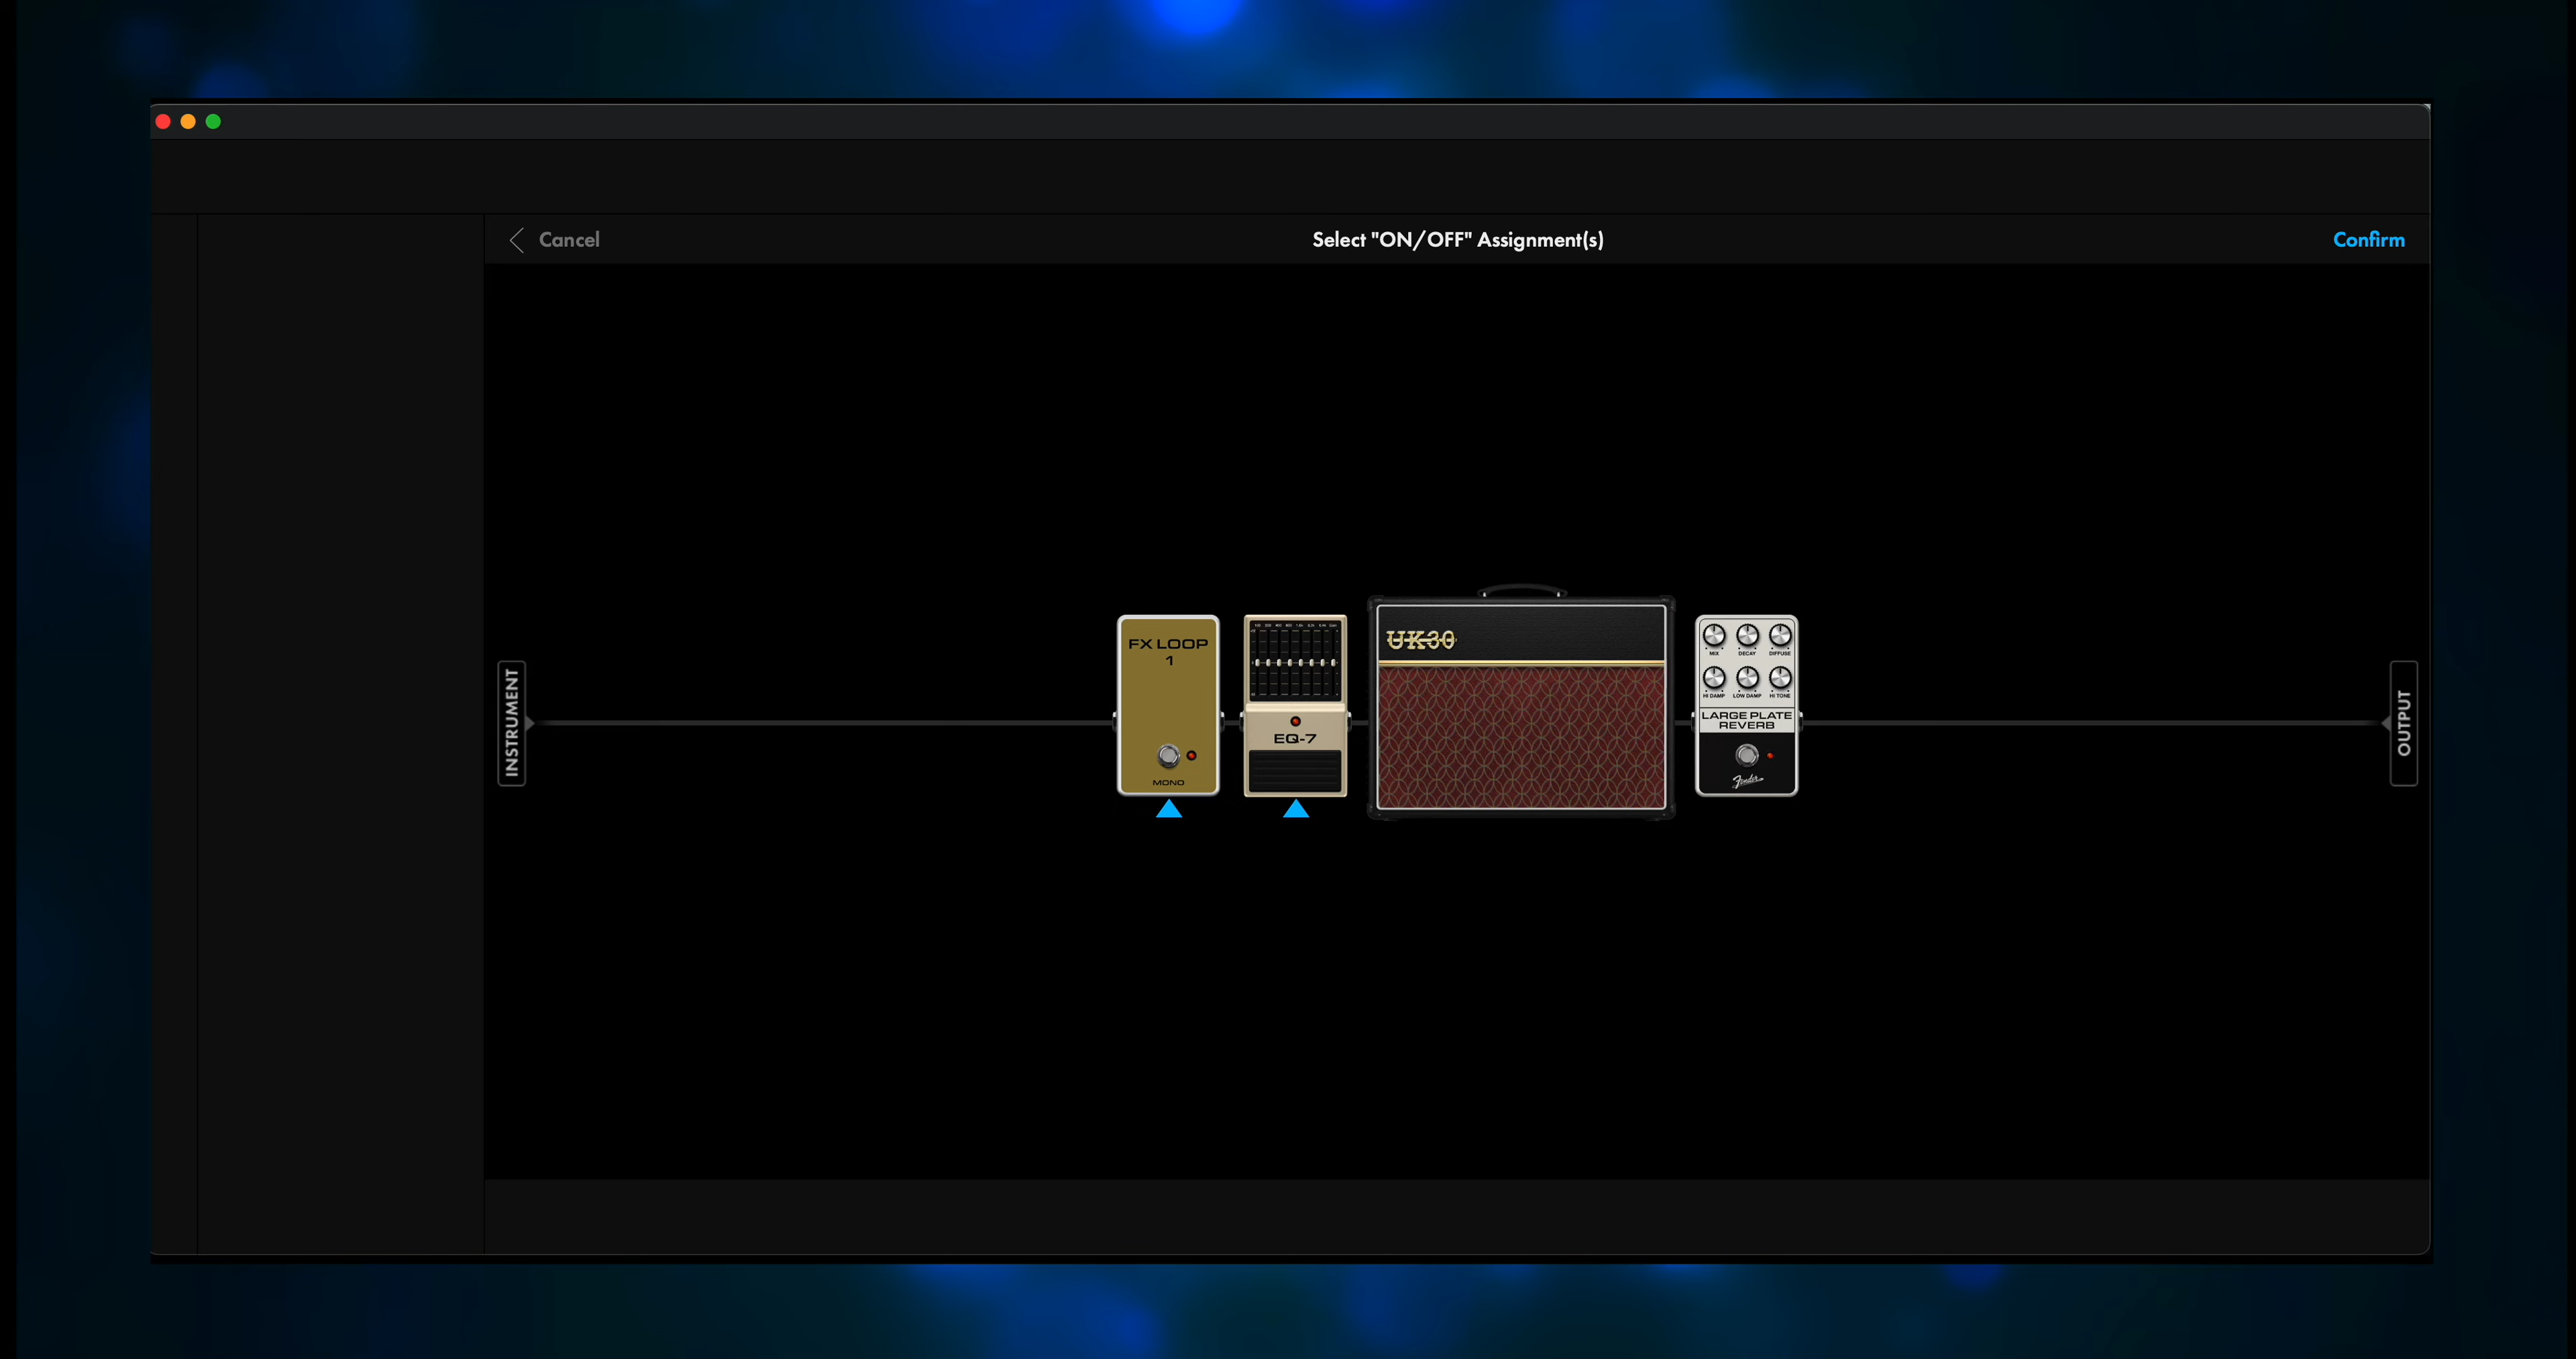 Cancel
Select "ON/OFF" Assignment(s)
Confirm
INSTRUMENT
FX LOOP
1
MONO
EQ-7
UK30
MIX DECAY DIFFUSE
HI DAMP LOW DAMP HI TONE
LARGE PLATE
REVERB
Fender
OUTPUT